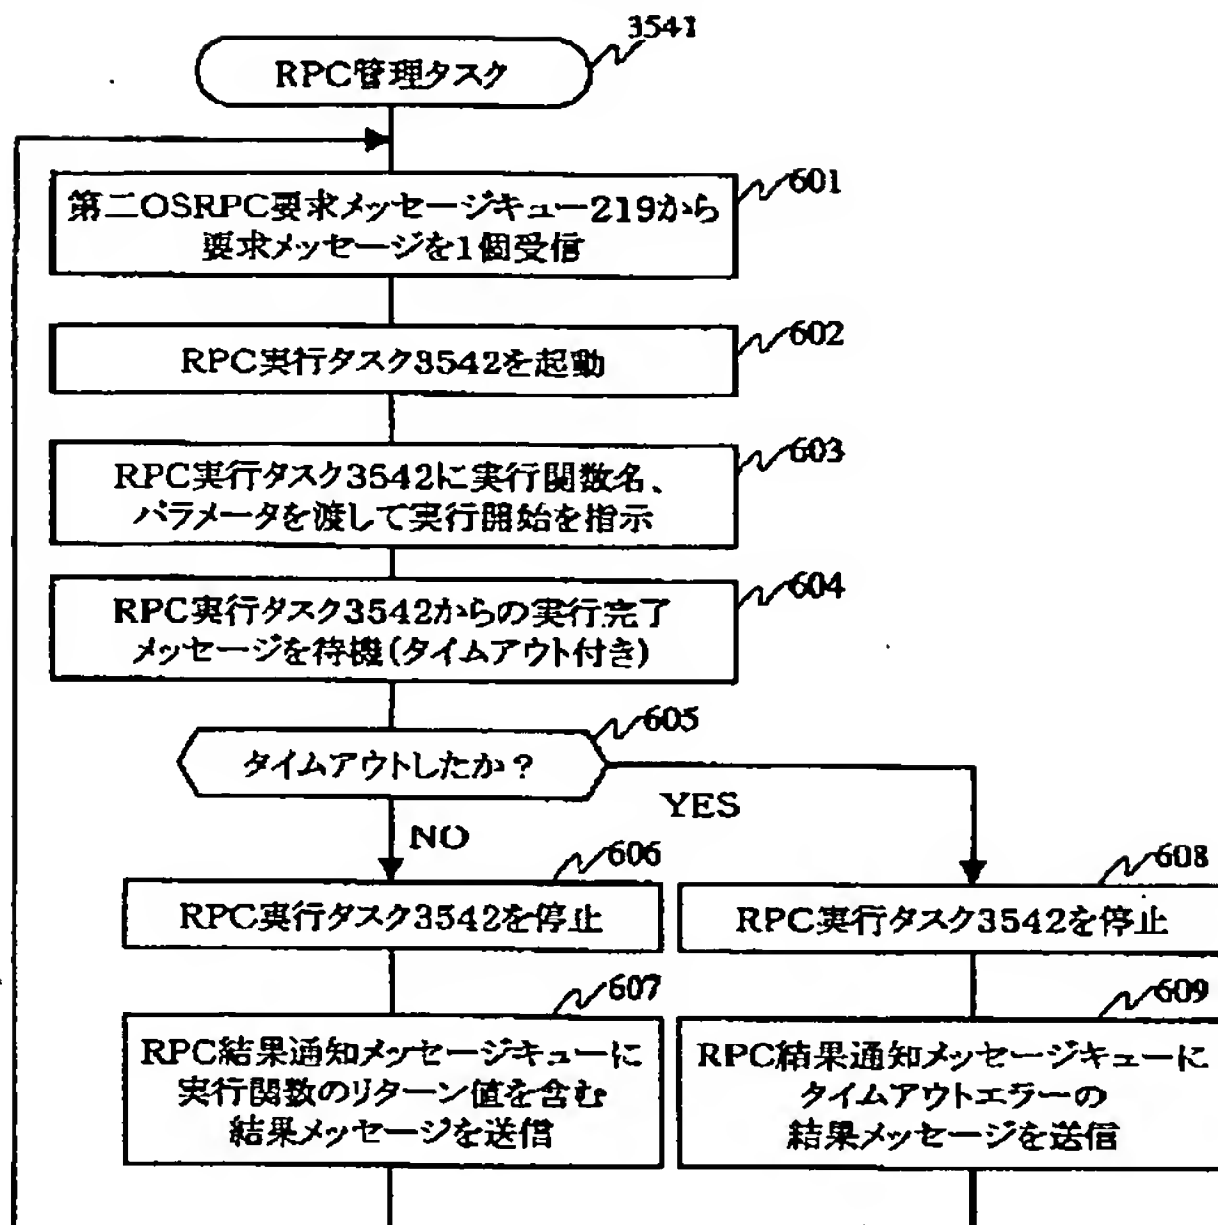 3541
RPC管理タスク
601
第二OSRPC要求メッセージキュー219から
要求メッセージを1個受信
602
RPC実行タスク3542を起動
603
RPC実行タスク3542に実行関数名、
パラメータを渡して実行開始を指示
604
RPC実行タスク3542からの実行完了
メッセージを待機(タイムアウト付き)
605
タイムアウトしたか?
YES
NO
606
RPC実行タスク3542を停止
608
RPC実行タスク3542を停止
607
RPC結果通知メッセージキューに
実行関数のリターン値を含む
結果メッセージを送信
609
RPC結果通知メッセージキューに
タイムアウトエラーの
結果メッセージを送信